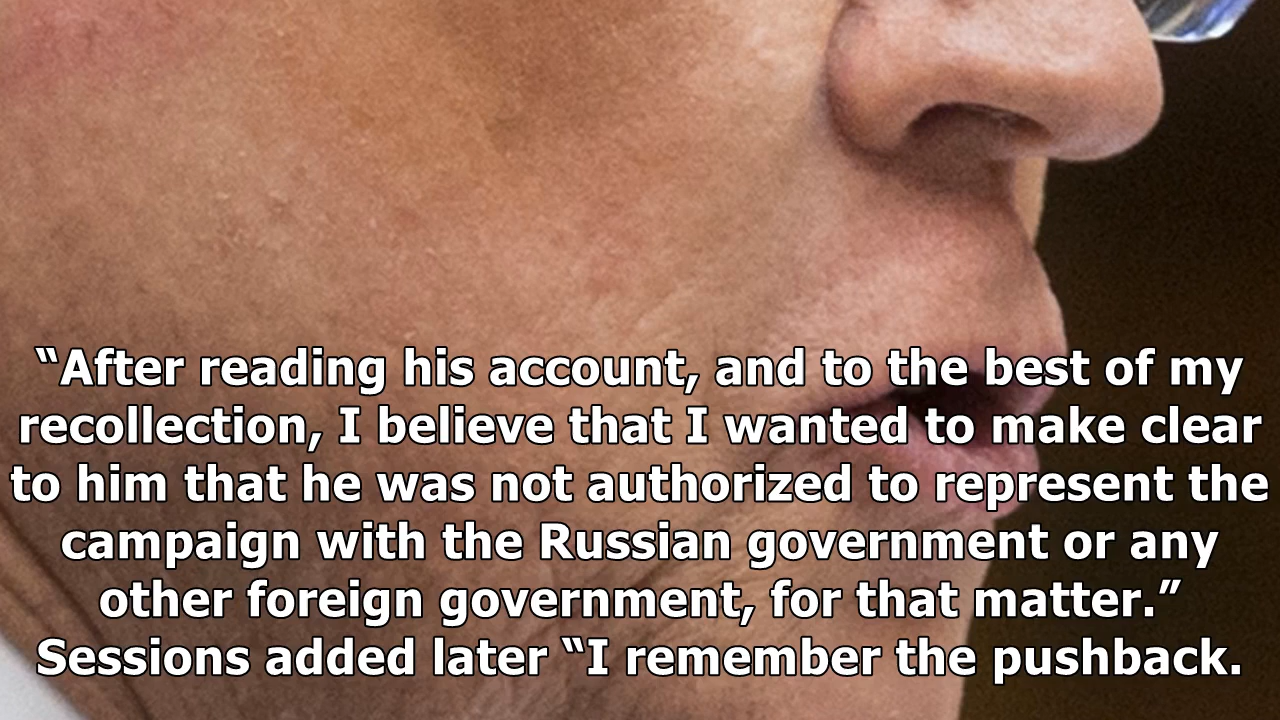 “After reading his account, and to the best of my
recollection, I believe that I wanted to make clear
to him that he was not authorized to represent the
campaign with the Russian government or any
other foreign government, for that matter.”
Sessions added later “I remember the pushback.